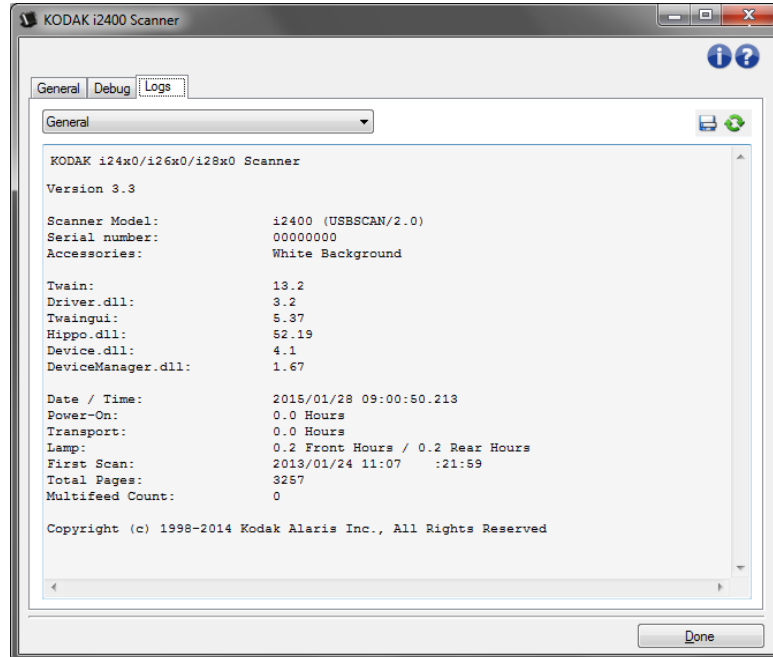 KODAK i2400 Scanner
General Debug Logs
General
KODAK i24x0/i26x0/i28x0 Scanner
Version 3.3
Scanner Model: i2400 (USBSCAN/2.0)
Serial number: 00000000
Accessories: White Background
Twain: 13.2
Driver.dll: 3.2
Twaingui: 5.37
Hippo.dll: 52.19
Device.dll: 4.1
DeviceManager.dll: 1.67
Date / Time: 2015/01/28 09:00:50.213
Power-On: 0.0 Hours
Transport: 0.0 Hours
Lamp: 0.2 Front Hours / 0.2 Rear Hours
First Scan: 2013/01/24 11:07 :21:59
Total Pages: 3257
Multifeed Count: 0
Copyright (c) 1998-2014 Kodak Alaris Inc., All Rights Reserved
Done